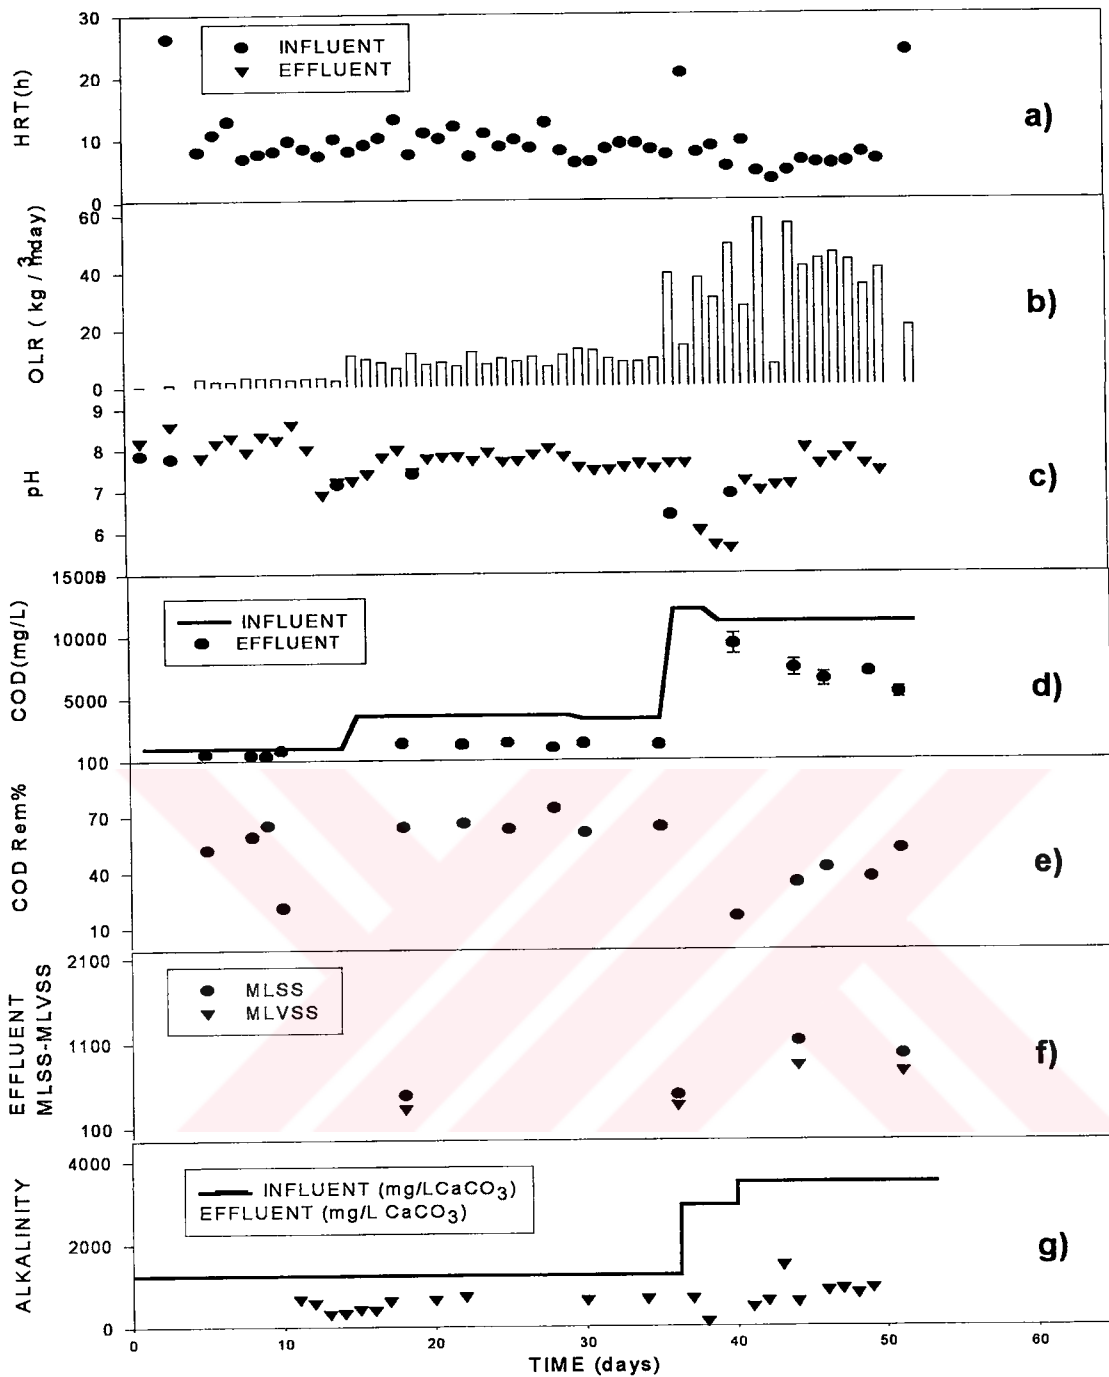 30
20
10
0
HRT(h)
INFLUENT
EFFLUENT
a)
60
40
20
0
OLR ( kg / m3day)
b)
9
8
7
6
5
pH
c)
15000
10000
5000
COD(mg/L)
INFLUENT
EFFLUENT
d)
100
70
40
10
COD Rem%
e)
2100
1100
100
EFFLUENT
MLSS-MLVSS
MLSS
MLVSS
f)
4000
2000
0
ALKALINITY
INFLUENT (mg/LCaCO3)
EFFLUENT (mg/L CaCO3)
g)
0 10 20 30 40 50 60
TIME (days)